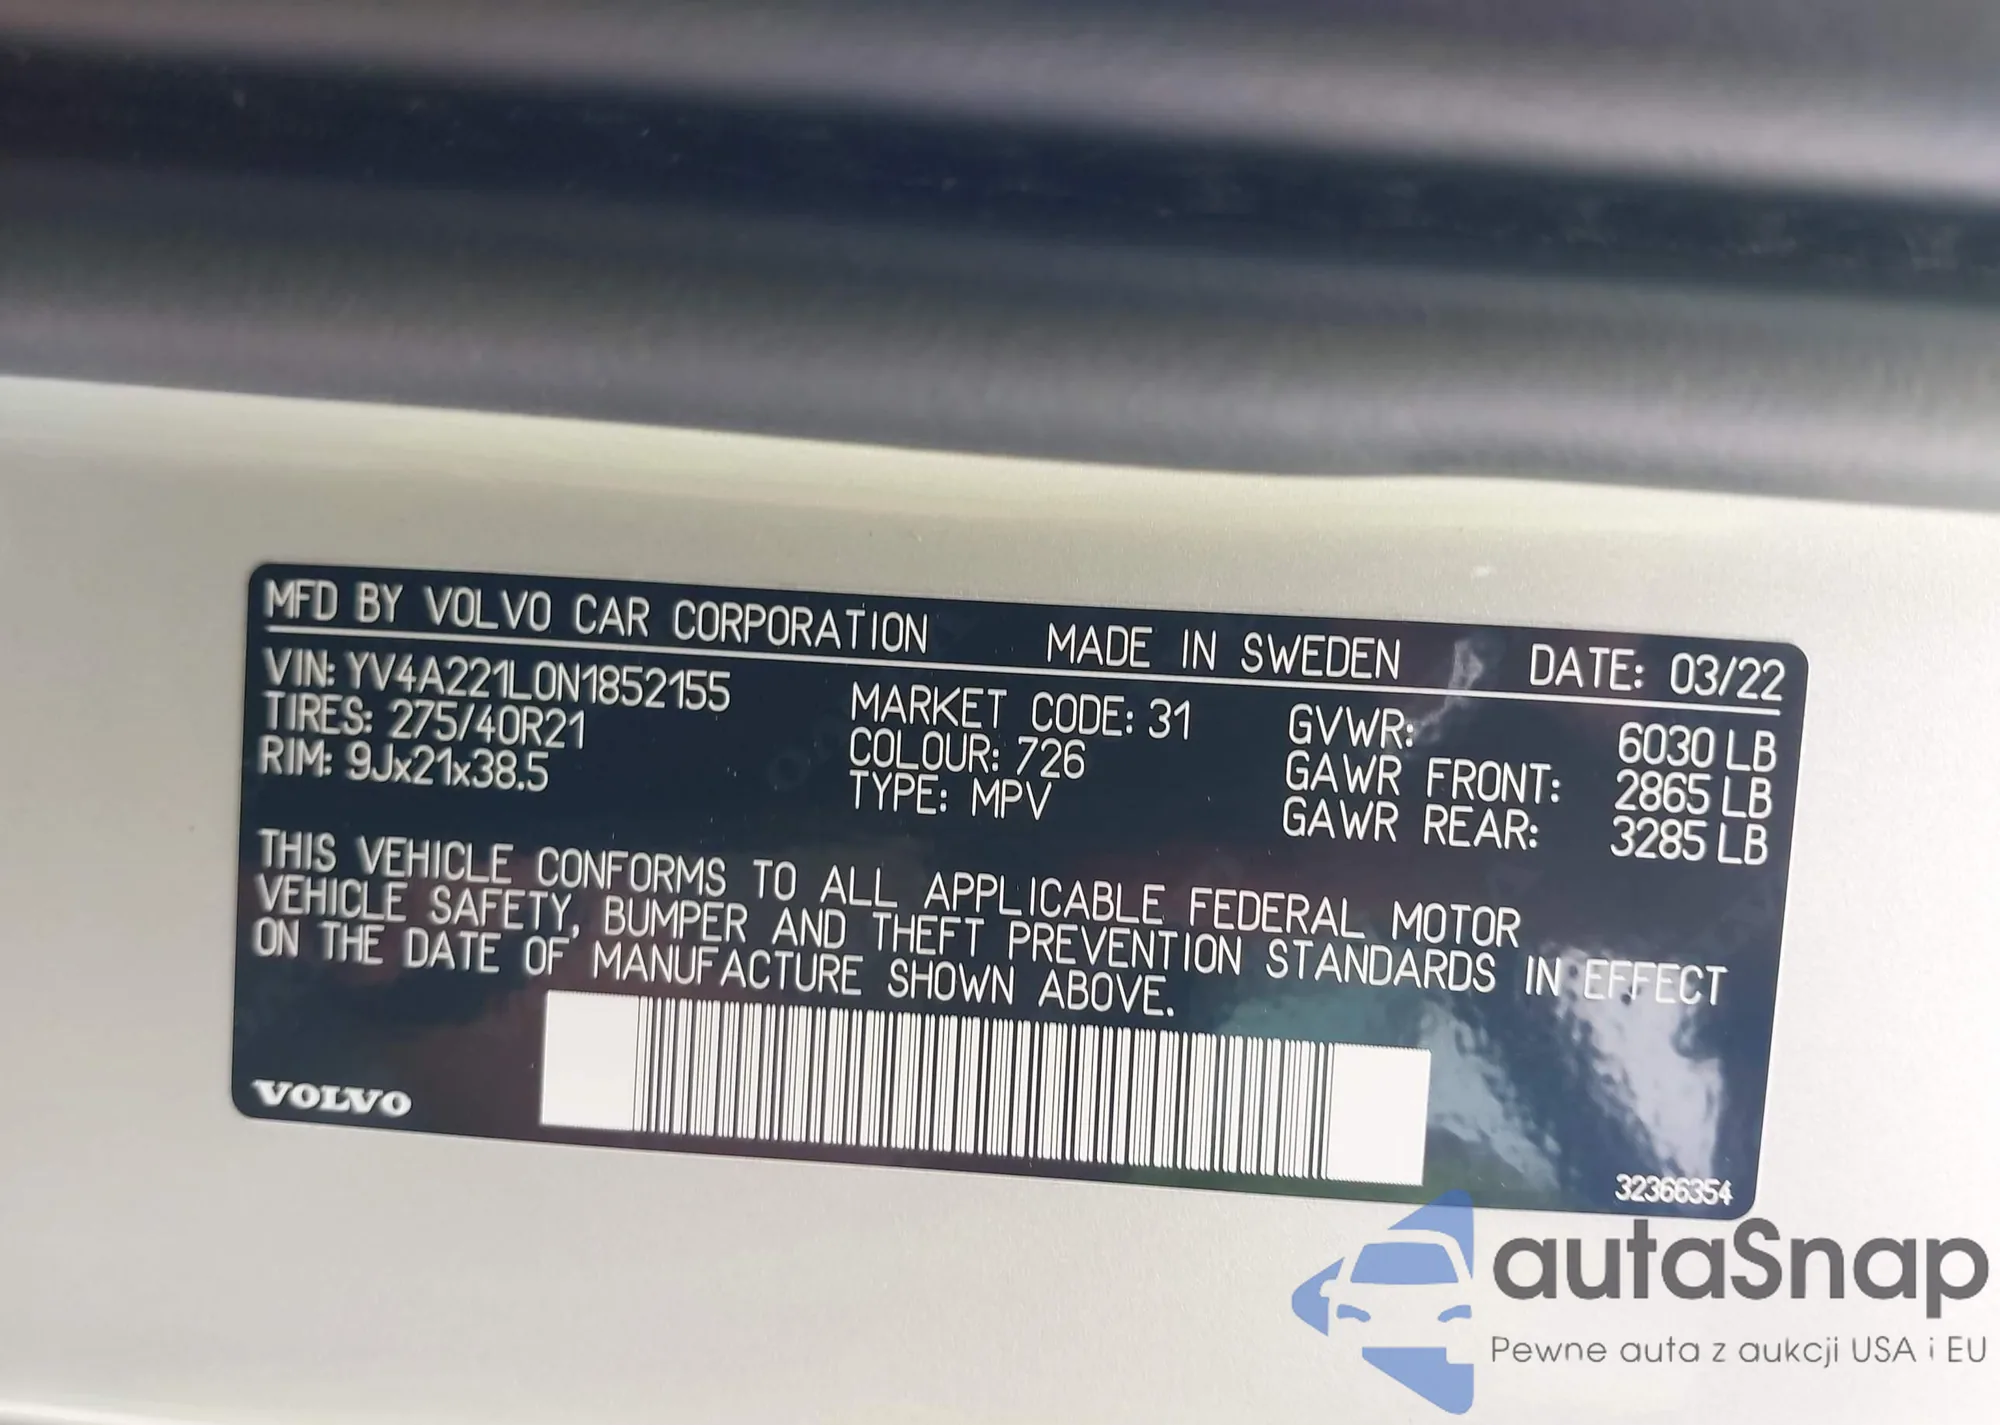 MFD BY VOLVO CAR CORPORATION MADE IN SWEDEN DATE: 03/22
VIN: YV4A221L0N1852155
TIRES: 275/40R21
RIM: 9Jx21x38.5
MARKET CODE: 31
COLOUR: 726
TYPE: MPV
GVWR: 6030 LB
GAWR FRONT: 2865 LB
GAWR REAR: 3285 LB
THIS VEHICLE CONFORMS TO ALL APPLICABLE FEDERAL MOTOR
VEHICLE SAFETY, BUMPER AND THEFT PREVENTION STANDARDS IN EFFECT
ON THE DATE OF MANUFACTURE SHOWN ABOVE.
VOLVO
32366354
autaSnap
Pewne auta z aukcji USA i EU